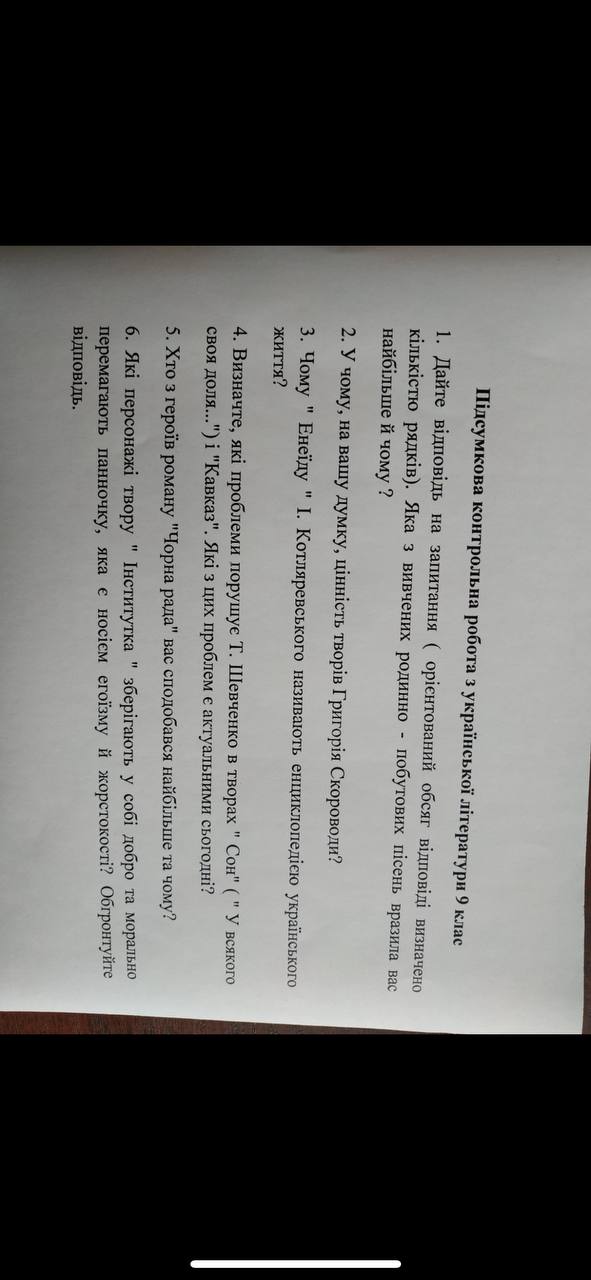 Підсумкова контрольна робота з української літератури 9 клас
1. Дайте відповідь на запитання ( орієнтований обсяг відповіді визначено
кількістю рядків). Яка з вивчених родинно - побутових пісень вразила вас
найбільше й чому ?
2. У чому, на вашу думку, цінність творів Григорія Сковороди?
3. Чому " Енеїду " І. Котляревського називають енциклопедією українського
життя?
4. Визначте, які проблеми порушує Т. Шевченко в творах " Сон" ( " У всякого
своя доля...") і "Кавказ". Які з цих проблем є актуальними сьогодні?
5. Хто з героїв роману "Чорна рада" вас сподобався найбільше та чому?
6. Які персонажі твору " Інститутка " зберігають у собі добро та морально
перемагають панночку, яка є носієм егоїзму й жорстокості? Обгронтуйте
відповідь.